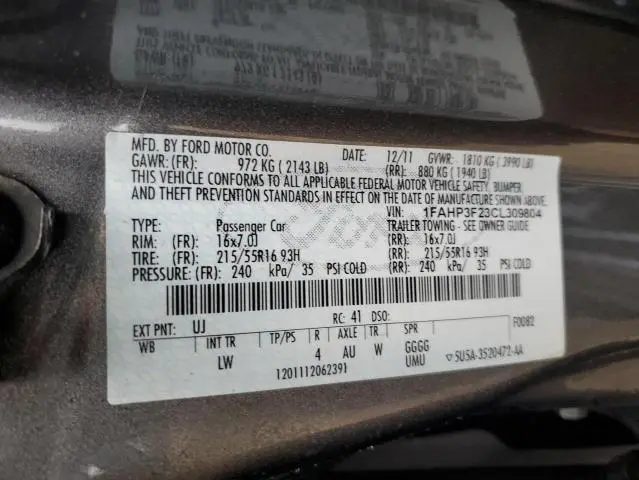 MFD. BY FORD MOTOR CO. DATE: 12/11 GVWR: 1810 KG (3990 LB)
GAWR: (FR): 972 KG (2143 LB) (RR): 880 KG (1940 LB)
THIS VEHICLE CONFORMS TO ALL APPLICABLE FEDERAL MOTOR VEHICLE SAFETY, BUMPER
AND THEFT PREVENTION STANDARDS IN EFFECT ON THE DATE OF MANUFACTURE SHOWN ABOVE.
VIN: 1FAHP3F23CL309804
TYPE: Passenger Car TRAILER TOWING - SEE OWNER GUIDE
RIM: (FR): 16x7.0J (RR): 16x7.0J
TIRE: (FR): 215/55R16 93H (RR): 215/55R16 93H
PRESSURE: (FR): 240 kPa/ 35 PSI COLD (RR): 240 kPa/ 35 PSI COLD
RC: 41 DSO:
EXT PNT: UJ F0082
WB INT TR TP/PS R AXLE TR SPR
LW 4 AU W GGGG
UMU
1201112062391 5U5A-3520472-AA